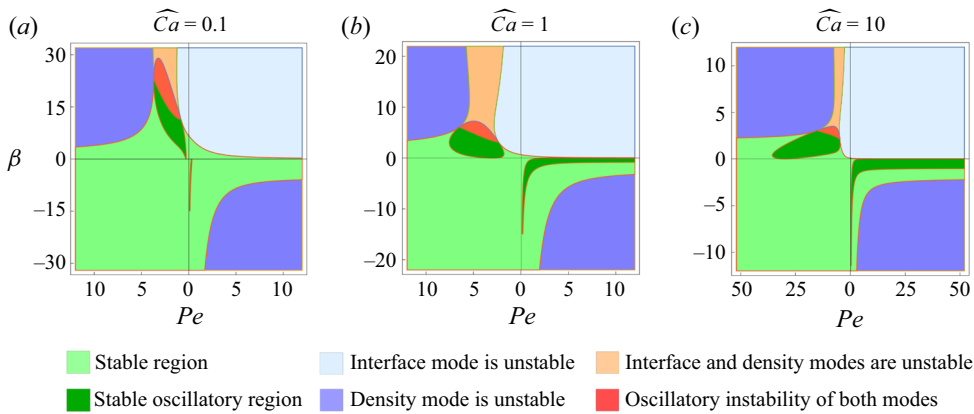 (a) Ĉa = 0.1
30
15
β 0
−15
−30
10 5 0 5 10
Pe
(b) Ĉa = 1
20
10
0
−10
−20
10 5 0 5 10
Pe
(c) Ĉa = 10
10
5
0
−5
−10
50 25 0 25 50
Pe
Stable region
Interface mode is unstable
Interface and density modes are unstable
Stable oscillatory region
Density mode is unstable
Oscillatory instability of both modes